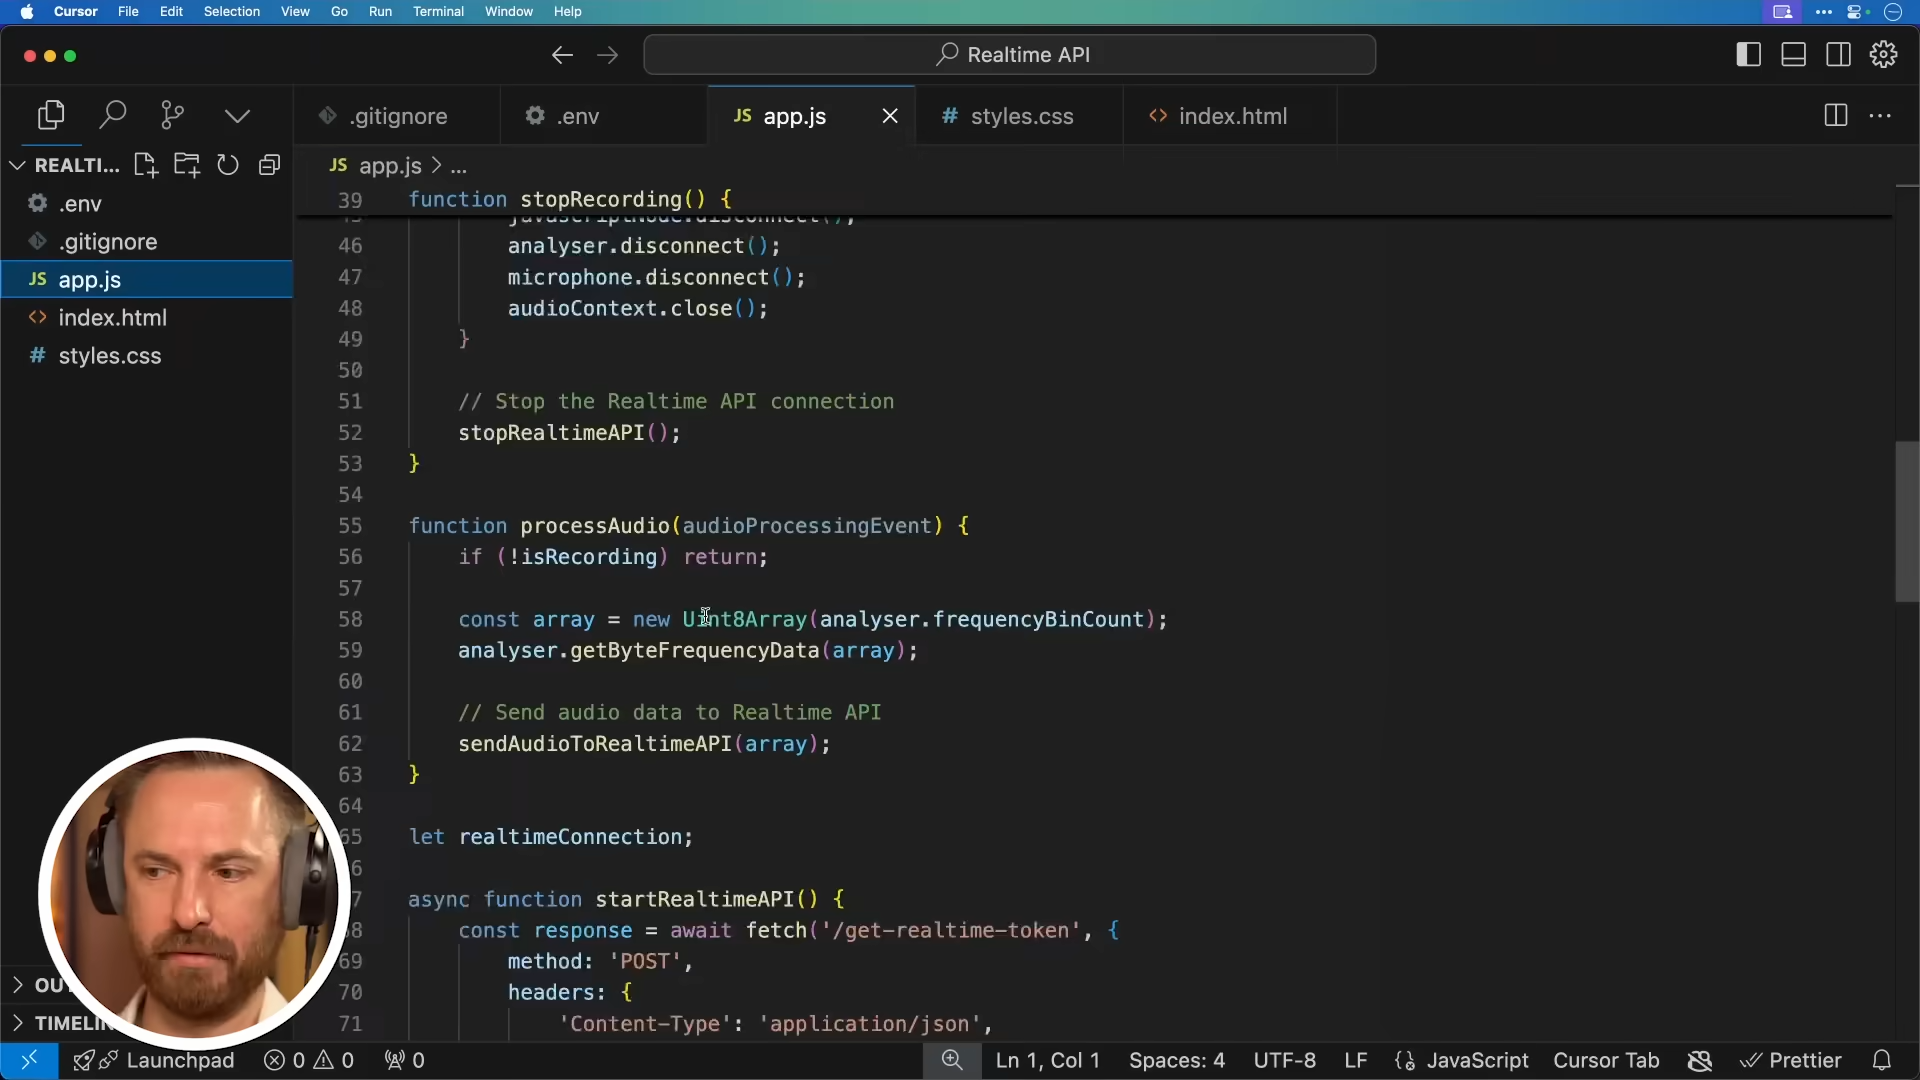 Cursor File Edit Selection View Go Run Terminal Window Help
Realtime API
.gitignore
.env
JS app.js
# styles.css
<> index.html
REALTI...
JS app.js > ...
.env
.gitignore
JS app.js
<> index.html
# styles.css
39 function stopRecording() {
javascriptNode.disconnect();
46 analyser.disconnect();
47 microphone.disconnect();
48 audioContext.close();
49 }
50
51 // Stop the Realtime API connection
52 stopRealtimeAPI();
53 }
54
55 function processAudio(audioProcessingEvent) {
56 if (!isRecording) return;
57
58 const array = new Uint8Array(analyser.frequencyBinCount);
59 analyser.getByteFrequencyData(array);
60
61 // Send audio data to Realtime API
62 sendAudioToRealtimeAPI(array);
63 }
64
65 let realtimeConnection;
6
7 async function startRealtimeAPI() {
8 const response = await fetch('/get-realtime-token', {
69 method: 'POST',
70 headers: {
71 'Content-Type': 'application/json',
OU
TIMELIN
Launchpad 0 0 0 Ln 1, Col 1 Spaces: 4 UTF-8 LF JavaScript Cursor Tab Prettier